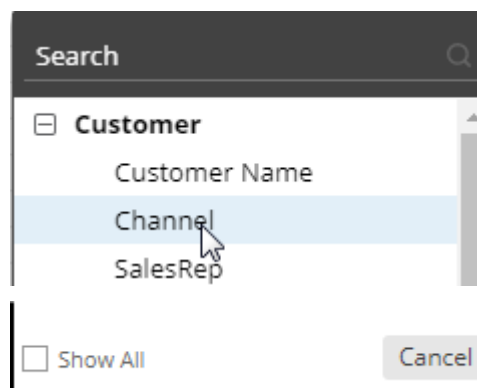 Search
Customer
Customer Name
Channel
SalesRep
Show All Cancel